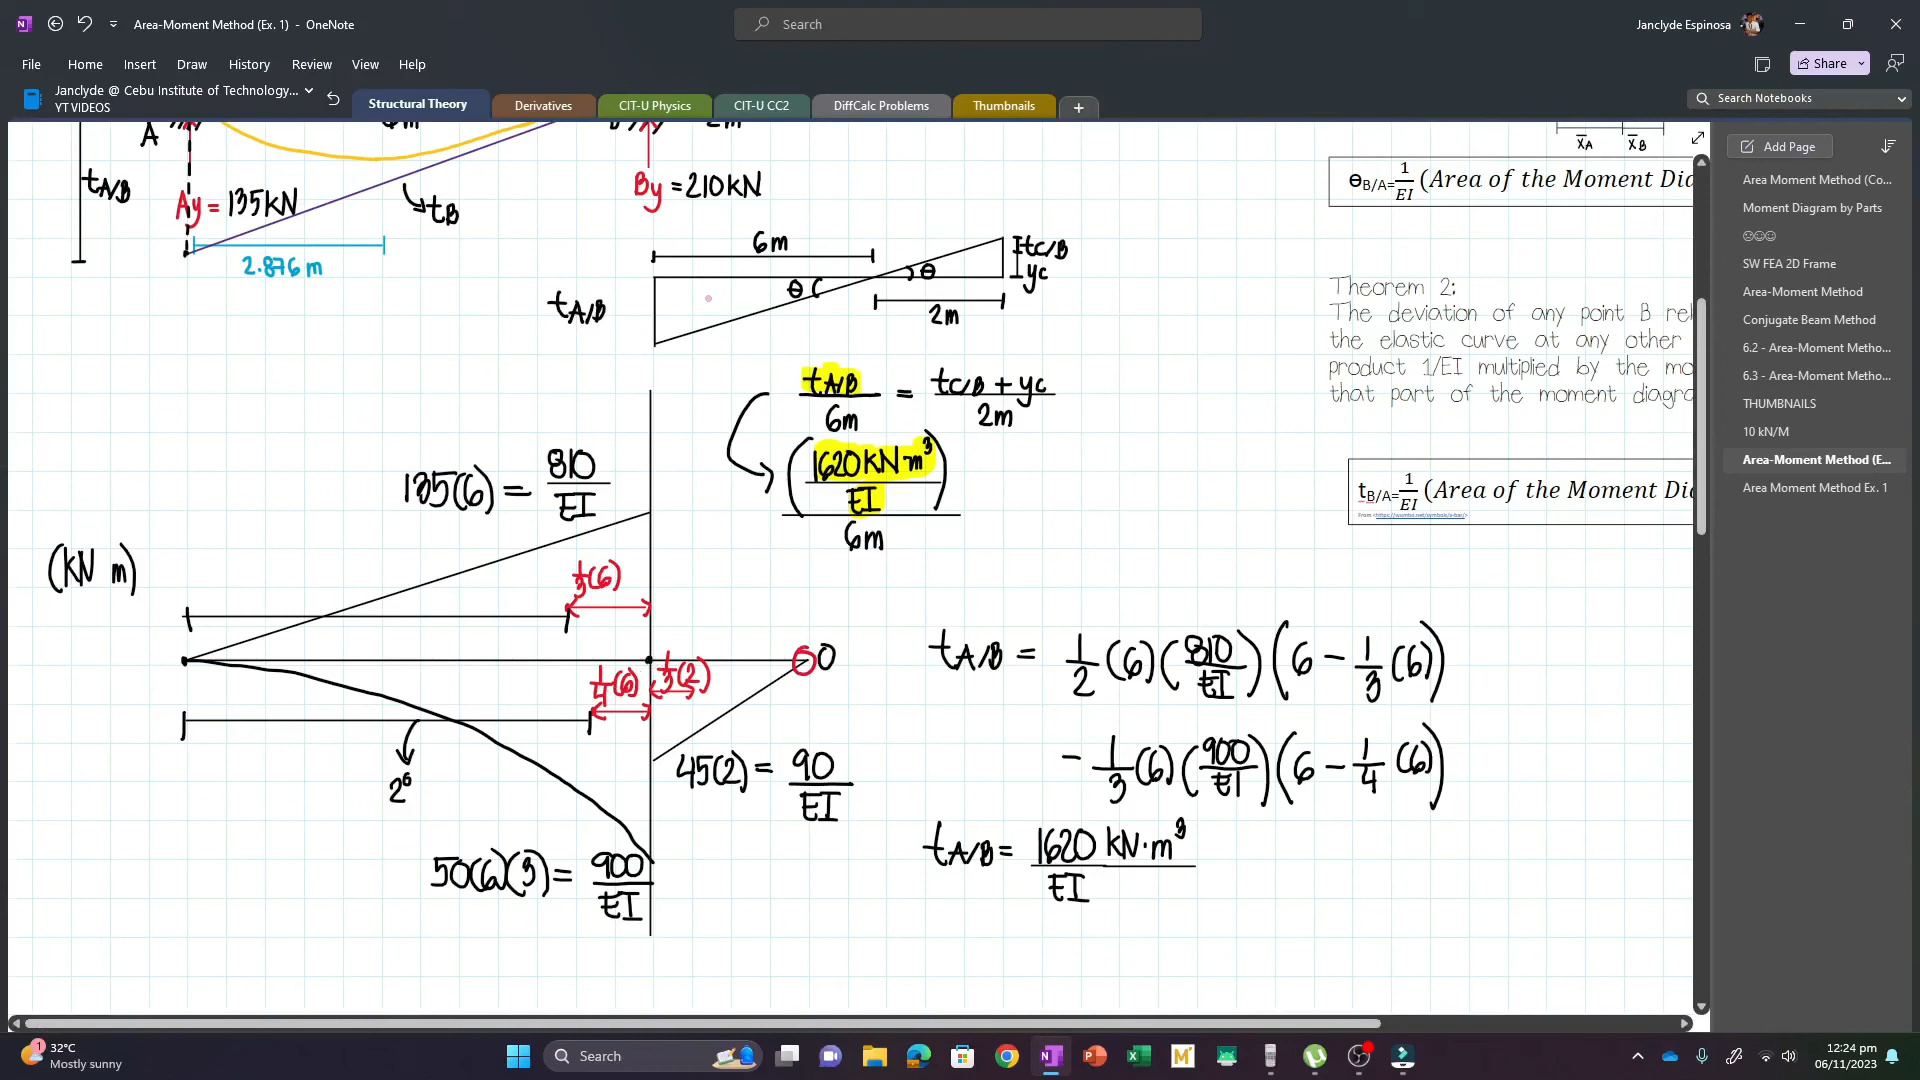 Area-Moment Method (Ex. 1) - OneNote
Search
Janclyde Espinosa
File Home Insert Draw History Review View Help
Share
Janclyde @ Cebu Institute of Technology...
YT VIDEOS
Structural Theory
Derivatives
CIT-U Physics
CIT-U CC2
DiffCalc Problems
Thumbnails
Search Notebooks
Add Page
Area Moment Method (Co...
Moment Diagram by Parts
☹☺☺
SW FEA 2D Frame
Area-Moment Method
Conjugate Beam Method
6.2 - Area-Moment Metho...
6.3 - Area-Moment Metho...
THUMBNAILS
10 kN/M
Area-Moment Method (E...
Area Moment Method Ex. 1
A
tA/B
Ay = 135KN
tB
2.876 m
By = 210KN
6m
tC/B
yc
θ
θ
tA/B
2m
tA/B / 6m = tC/B + yc / 2m
(1620KN·m³ / EI) / 6m
135(6) = 810 / EI
(KN m)
1/3(6)
1/4(6)
1/3(2)
0
2°
45(2) = 90 / EI
50(6)(3) = 900 / EI
tA/B = 1/2 (6)(810/EI)(6 - 1/3 (6))
- 1/3 (6)(900/EI)(6 - 1/4 (6))
tA/B = 1620 KN·m³ / EI
x̄A x̄B
ӨB/A= 1/EI (Area of the Moment Dia
Theorem 2:
The deviation of any point B rel
the elastic curve at any other
product 1/EI multiplied by the mo
that part of the moment diagra
tB/A= 1/EI (Area of the Moment Dia
32°C
Mostly sunny
Search
12:24 pm
06/11/2023